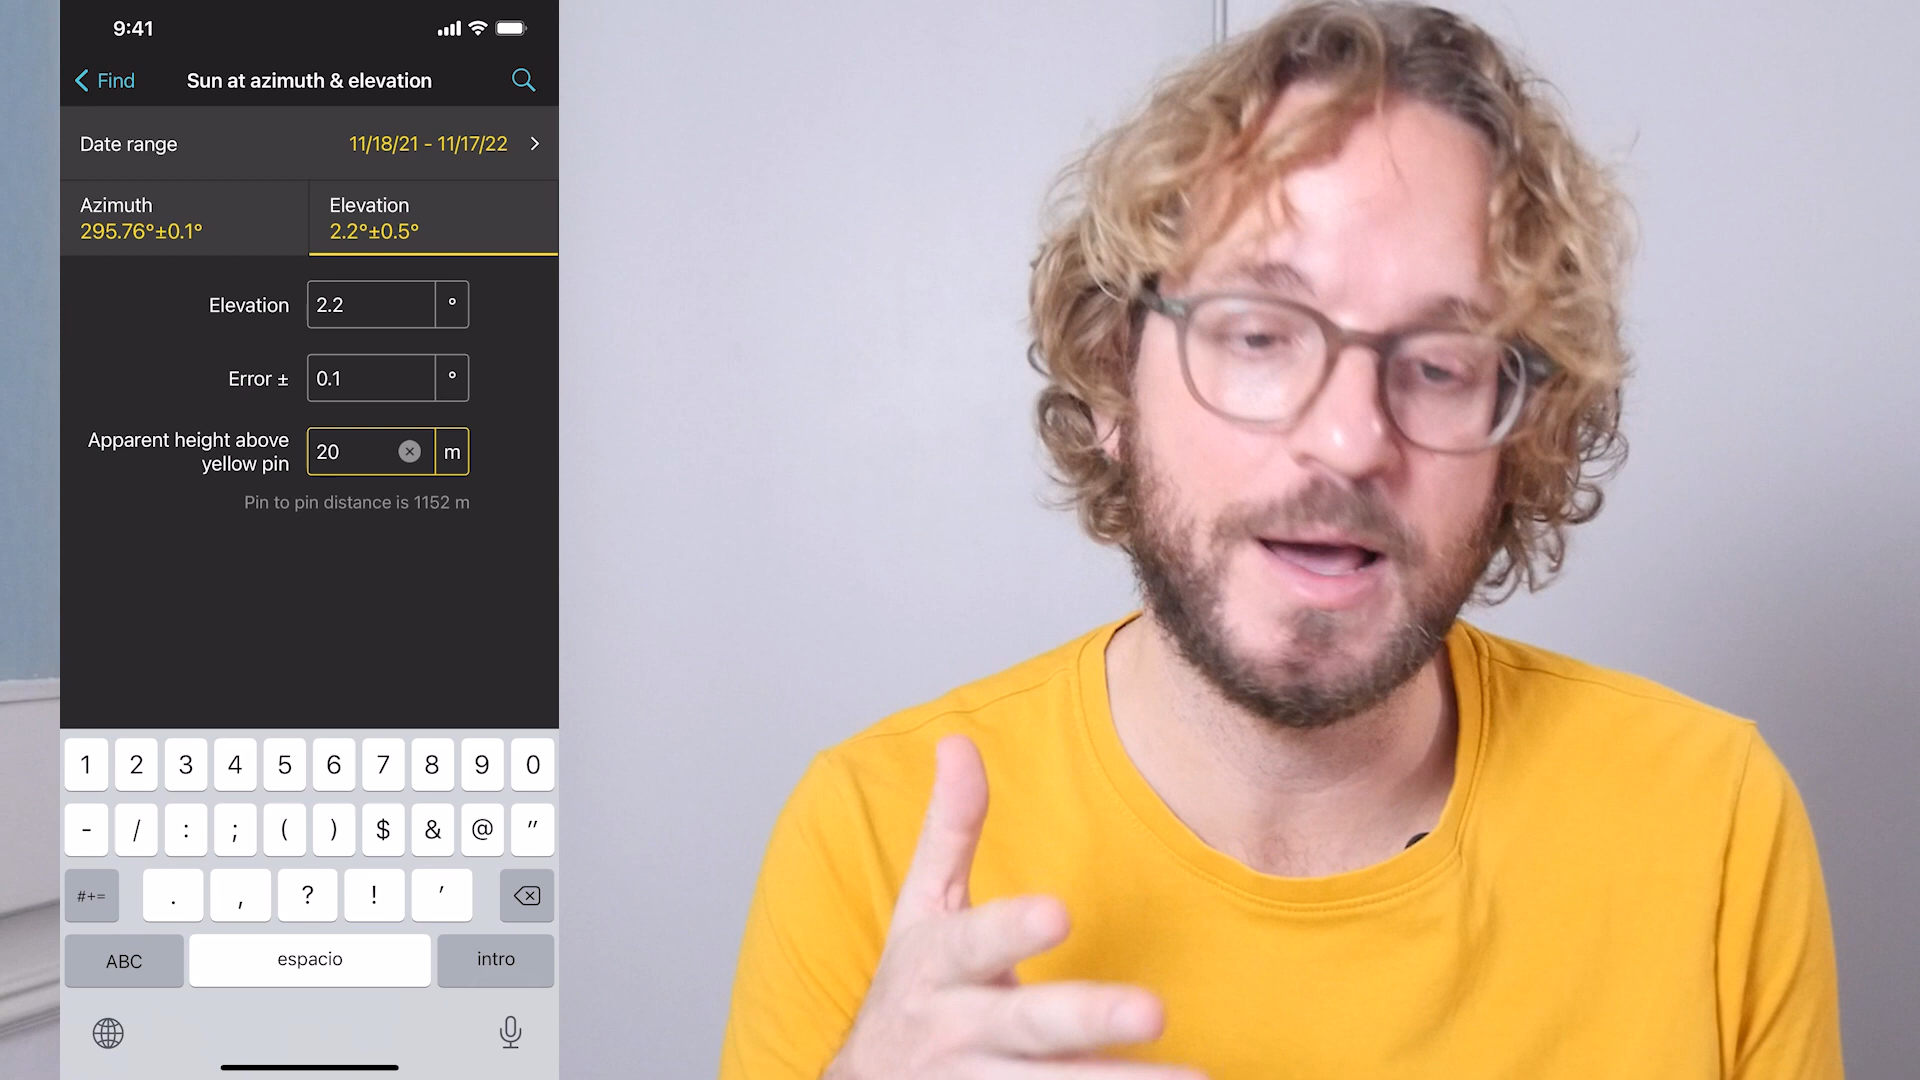 9:41
Find
Sun at azimuth & elevation
Date range
11/18/21 - 11/17/22
Azimuth
295.76°±0.1°
Elevation
2.2°±0.5°
Elevation
2.2
°
Error ±
0.1
°
Apparent height above
yellow pin
20
m
Pin to pin distance is 1152 m
1 2 3 4 5 6 7 8 9 0
- / : ; ( ) $ & @ "
#+= . , ? ! '
ABC
espacio
intro